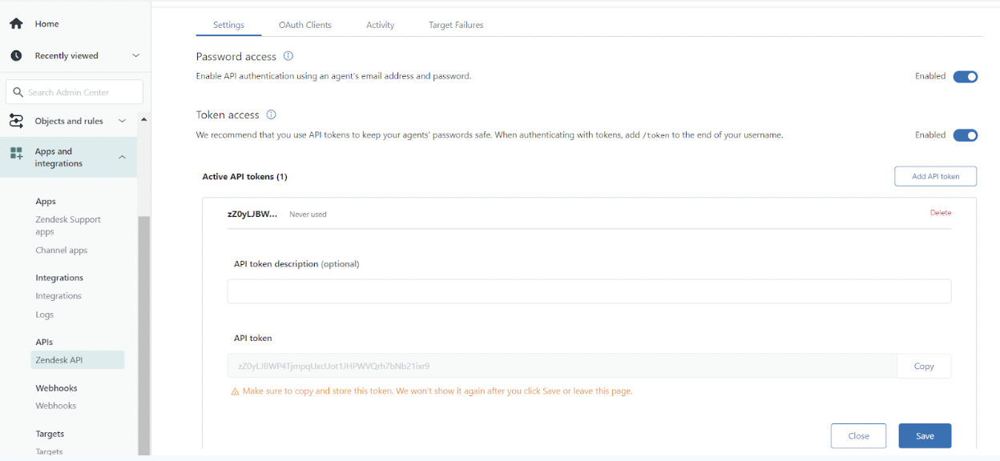 Home
Recently viewed
Search Admin Center
Objects and rules
Apps and
integrations
Apps
Zendesk Support
apps
Channel apps
Integrations
Integrations
Logs
APIs
Zendesk API
Webhooks
Webhooks
Targets
Targets
Settings OAuth Clients Activity Target Failures
Password access
Enable API authentication using an agent's email address and password. Enabled
Token access
We recommend that you use API tokens to keep your agents' passwords safe. When authenticating with tokens, add /token to the end of your username. Enabled
Active API tokens (1) Add API token
zZ0yLJBW... Never used Delete
API token description (optional)
API token
zZ0yLJBWP4TjmpqUxcUot1JHPWVQrh7bNb21ixr9 Copy
Make sure to copy and store this token. We won't show it again after you click Save or leave this page.
Close Save